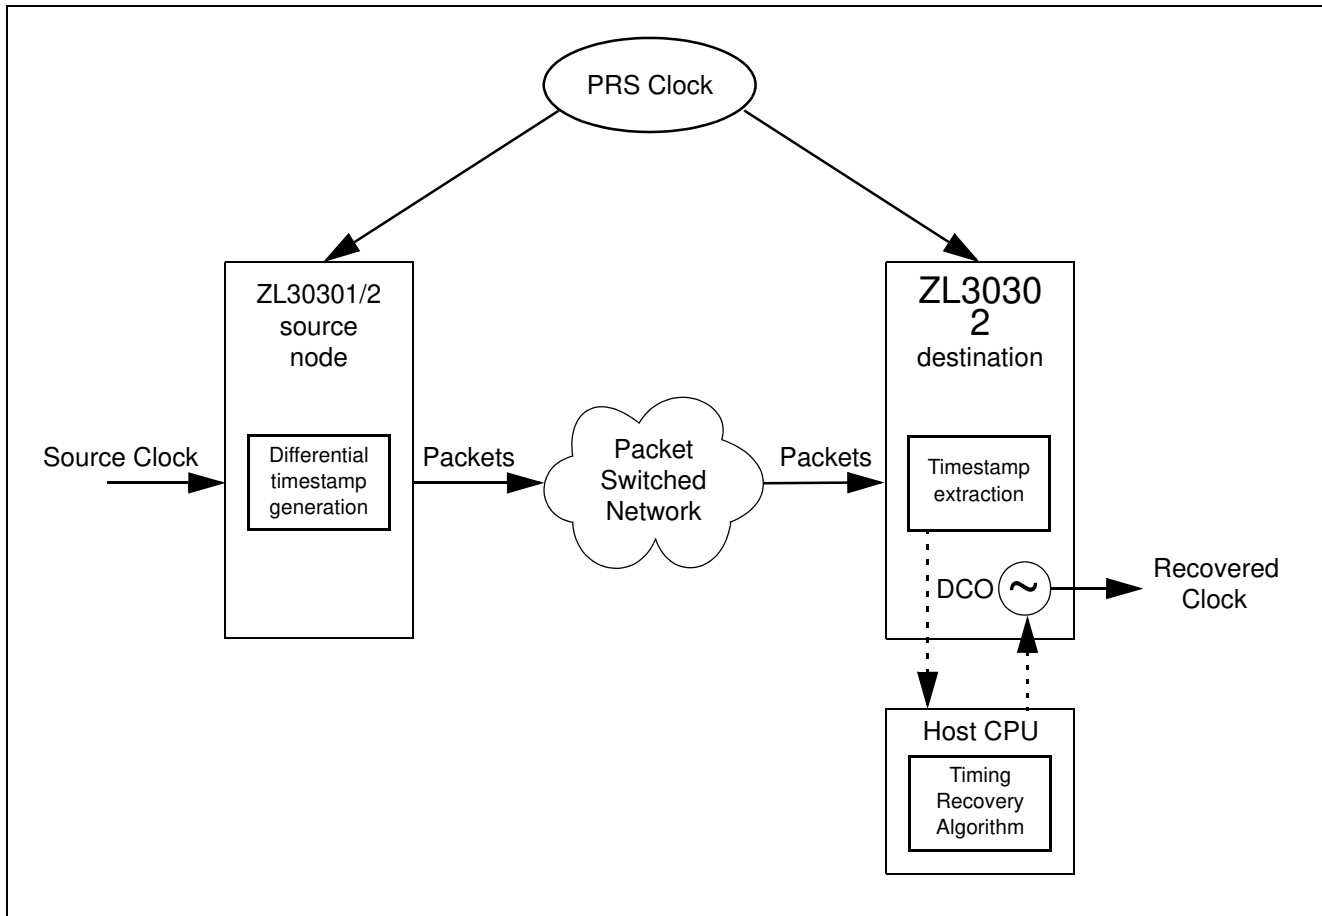 PRS Clock
ZL30301/2
source
node
ZL3030
2
destination
Source Clock
Differential
timestamp
generation
Packets
Packet
Switched
Network
Packets
Timestamp
extraction
DCO
~
Recovered
Clock
Host CPU
Timing
Recovery
Algorithm